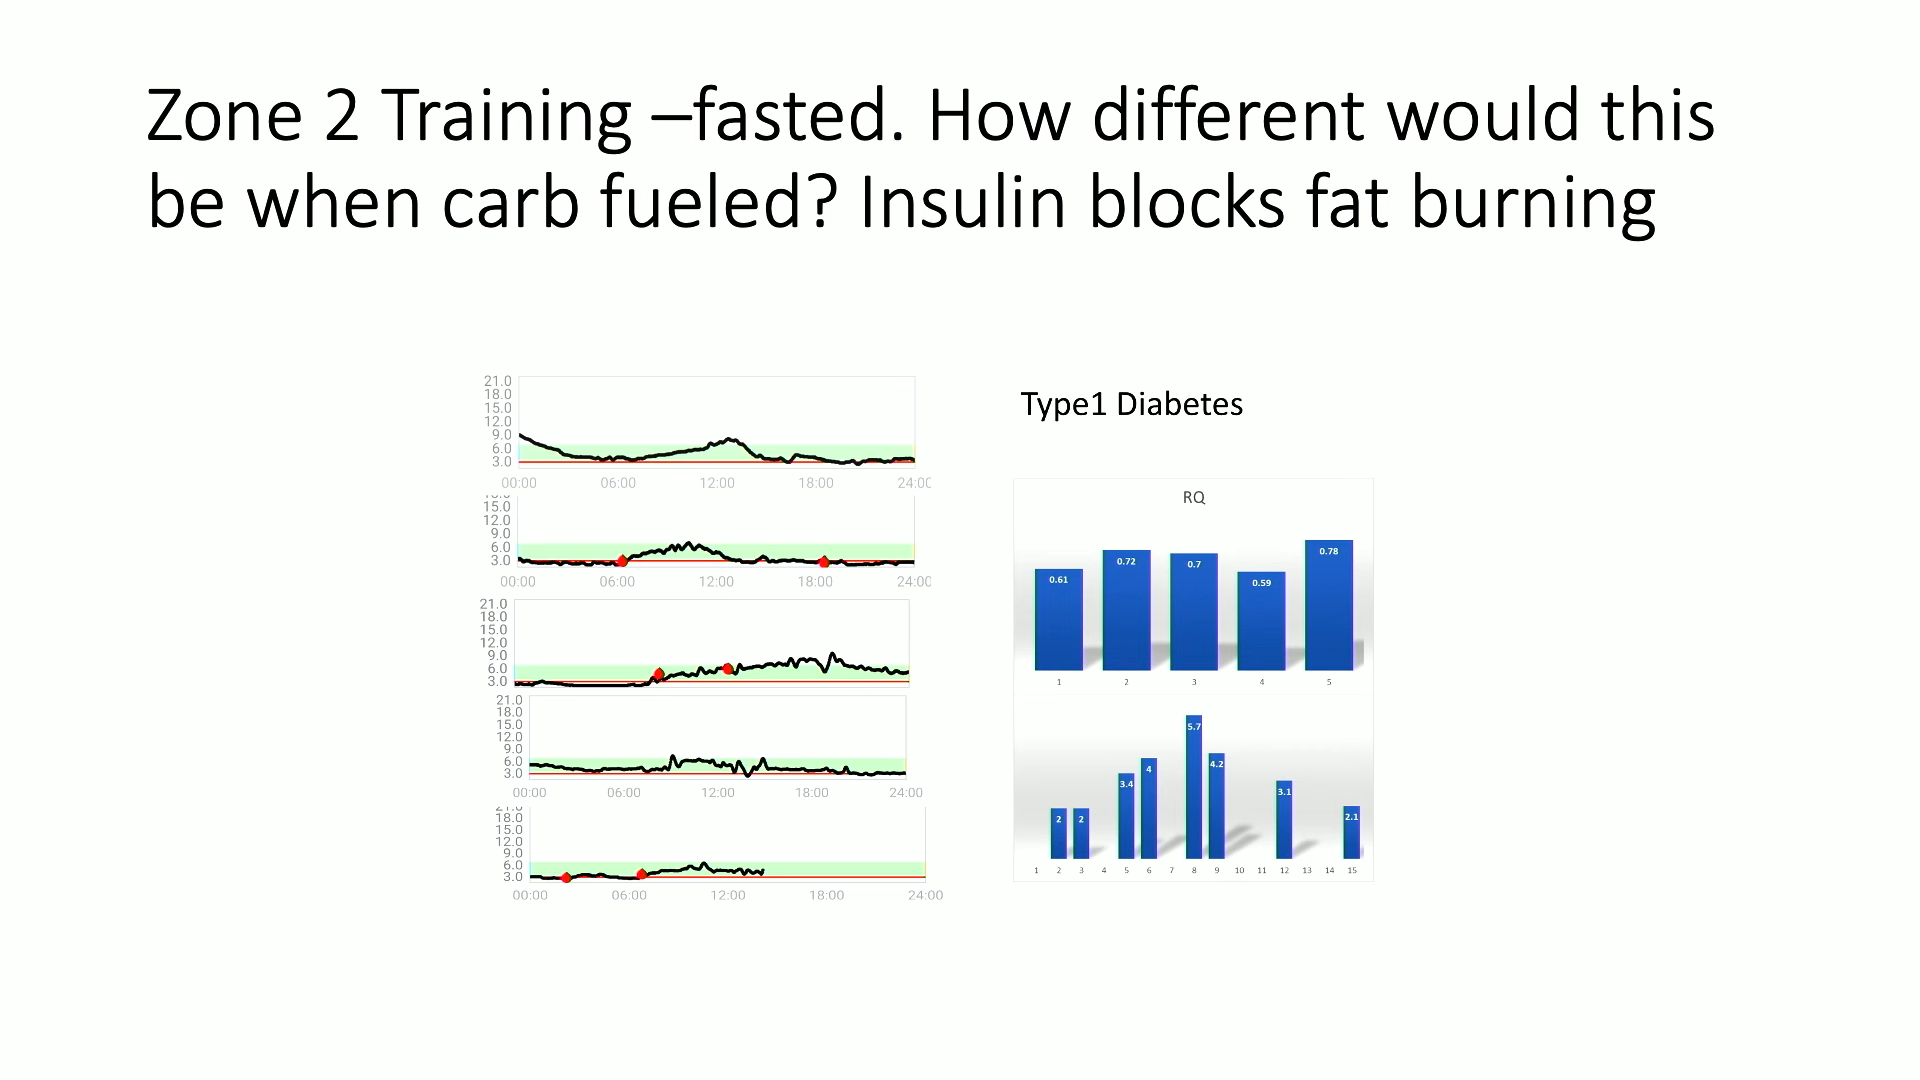 Zone 2 Training –fasted. How different would this
be when carb fueled? Insulin blocks fat burning
21.0
18.0
15.0
12.0
9.0
6.0
3.0
00:00 06:00 12:00 18:00 24:00
15.0
12.0
9.0
6.0
3.0
00:00 06:00 12:00 18:00 24:00
21.0
18.0
15.0
12.0
9.0
6.0
3.0
21.0
18.0
15.0
12.0
9.0
6.0
3.0
00:00 06:00 12:00 18:00 24:00
21.0
18.0
15.0
12.0
9.0
6.0
3.0
00:00 06:00 12:00 18:00 24:00
Type1 Diabetes
RQ
0.61 0.72 0.7 0.59 0.78
1 2 3 4 5
2 2 3.4 4 5.7 4.2 3.1 2.1
1 2 3 4 5 6 7 8 9 10 11 12 13 14 15